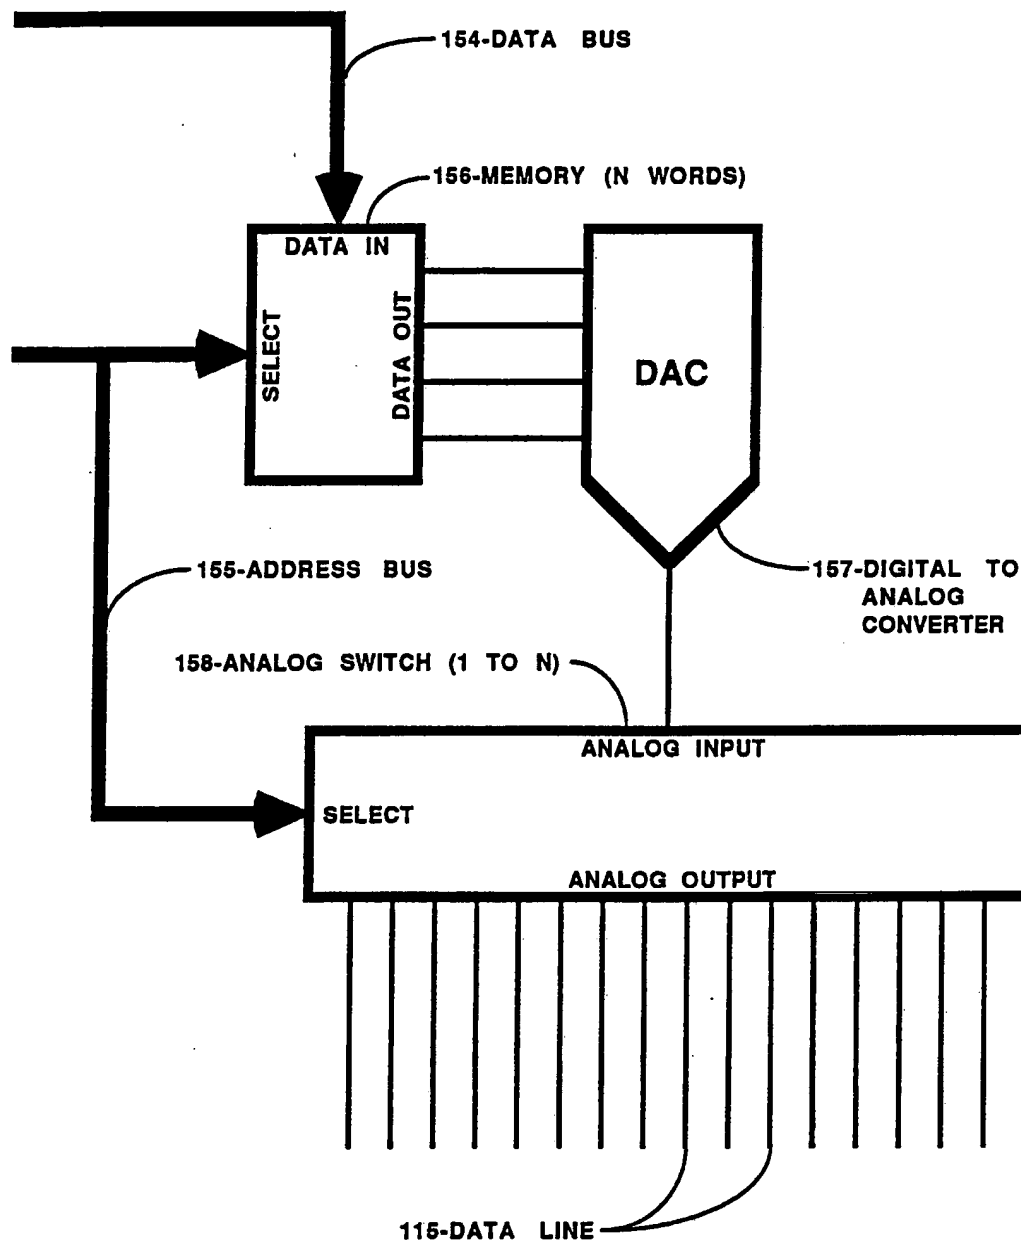 154-DATA BUS
156-MEMORY (N WORDS)
DATA IN
SELECT
DATA OUT
DAC
155-ADDRESS BUS
157-DIGITAL TO
ANALOG
CONVERTER
158-ANALOG SWITCH (1 TO N)
ANALOG INPUT
SELECT
ANALOG OUTPUT
115-DATA LINE